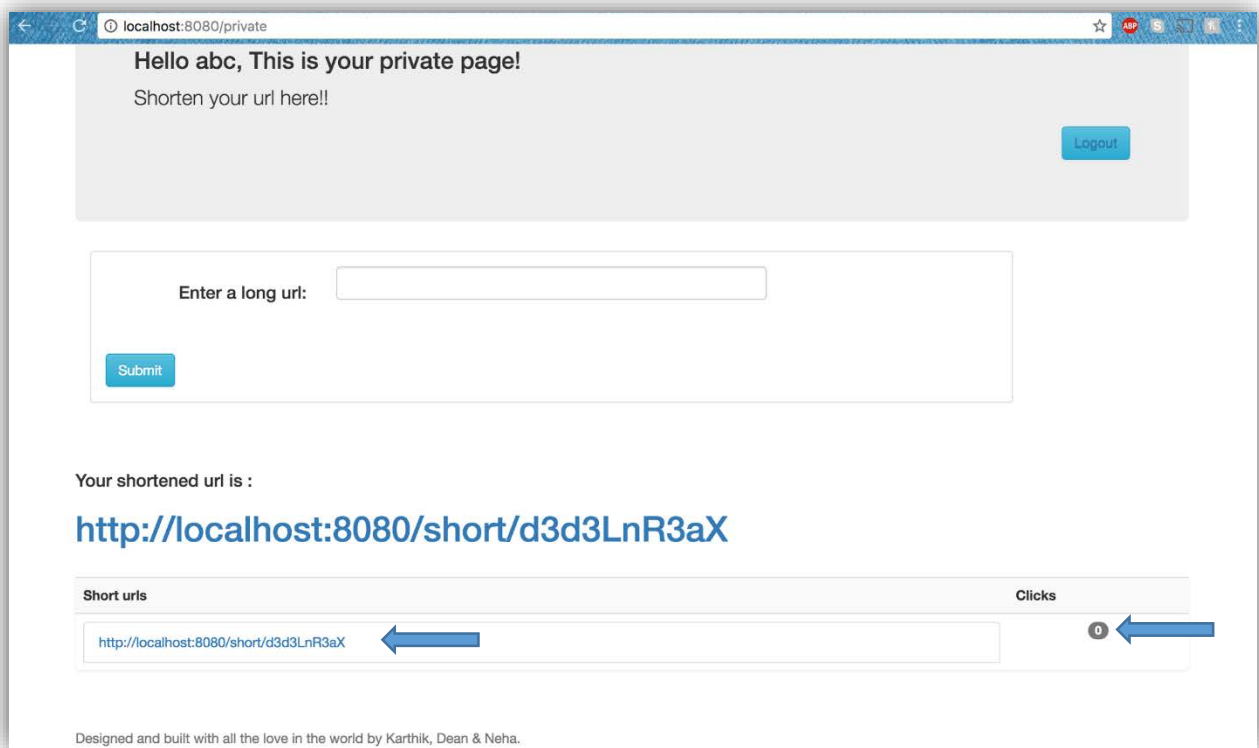 localhost:8080/private
ABP
Hello abc, This is your private page!
Shorten your url here!!
Logout
Enter a long url:
Submit
Your shortened url is :
http://localhost:8080/short/d3d3LnR3aX
Short urls Clicks
http://localhost:8080/short/d3d3LnR3aX 0
Designed and built with all the love in the world by Karthik, Dean & Neha.